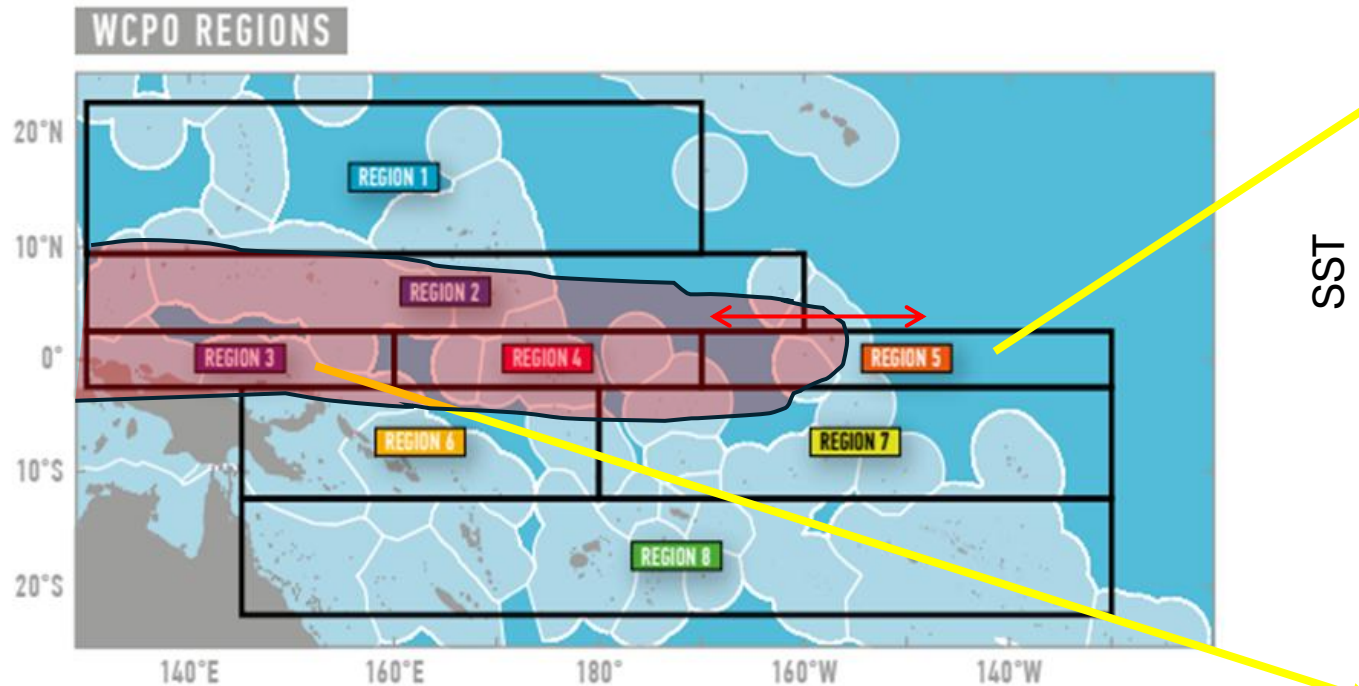 WCPO REGIONS
20°N
REGION 1
10°N
REGION 2
SST
0°
REGION 3
REGION 4
REGION 5
REGION 6
REGION 7
10°S
REGION 8
20°S
140°E
160°E
180°
160°W
140°W